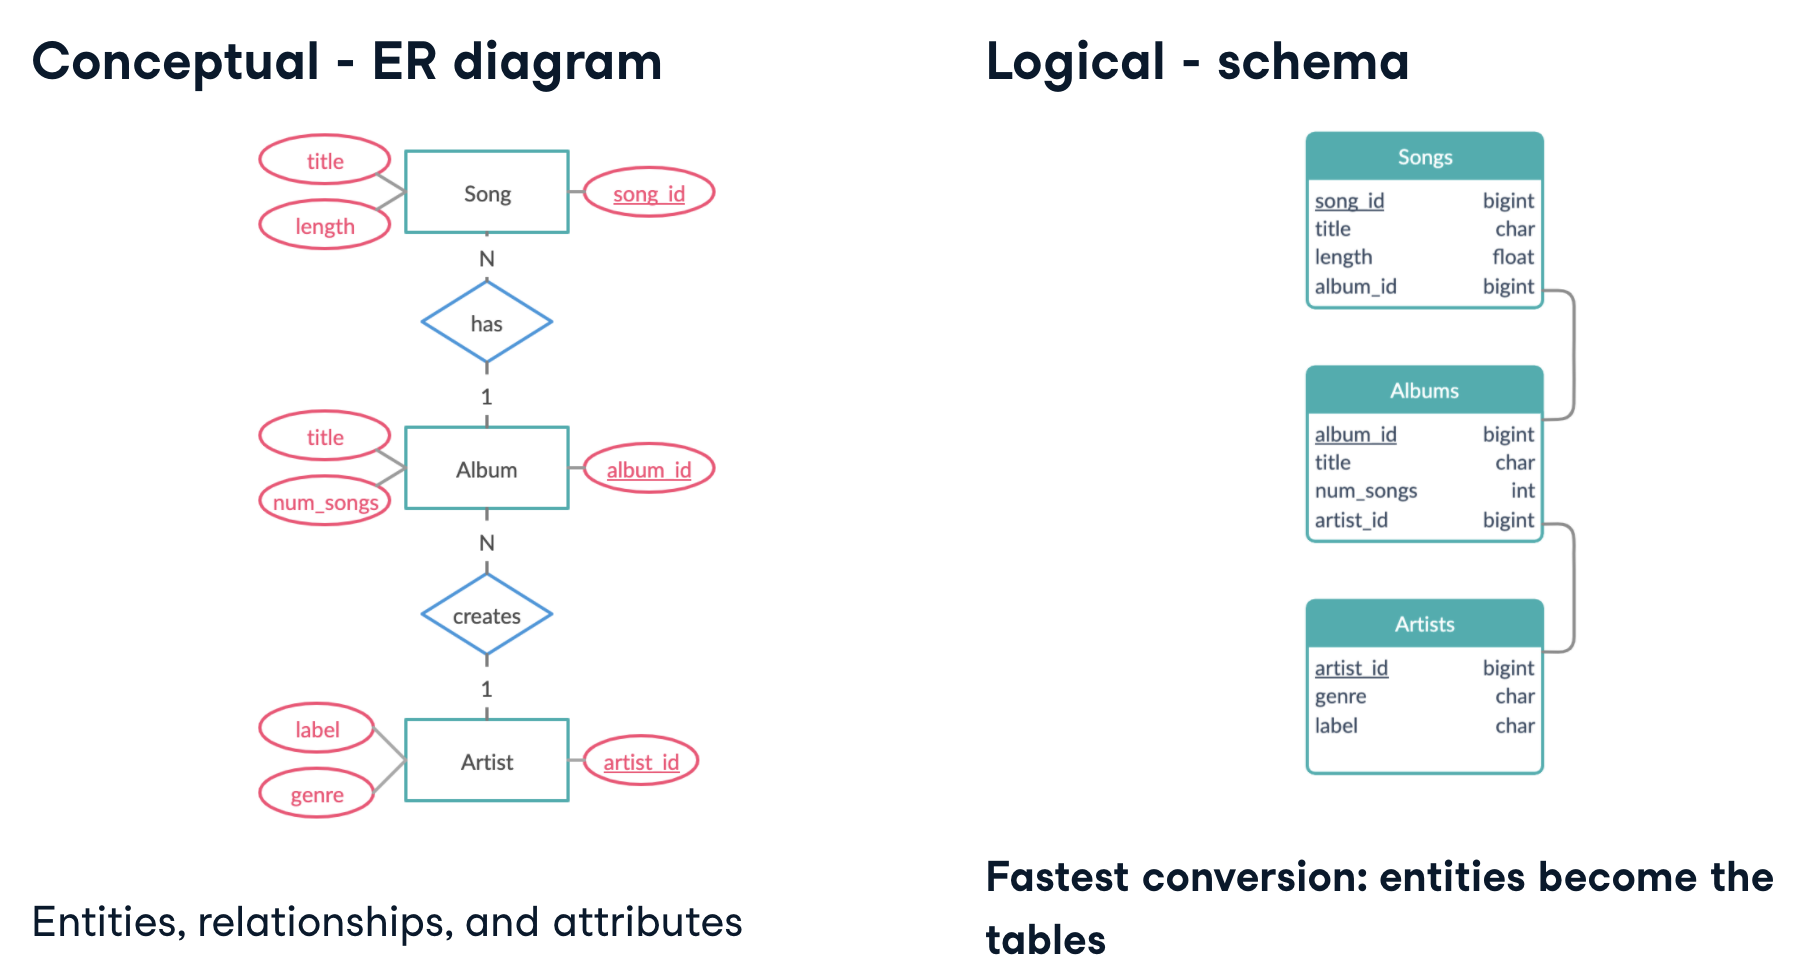 Conceptual - ER diagram
title
length
Song
song_id
N
has
1
title
num_songs
Album
album_id
N
creates
1
label
genre
Artist
artist_id
Entities, relationships, and attributes
Logical - schema
Songs
song_id bigint
title char
length float
album_id bigint
Albums
album_id bigint
title char
num_songs int
artist_id bigint
Artists
artist_id bigint
genre char
label char
Fastest conversion: entities become the
tables